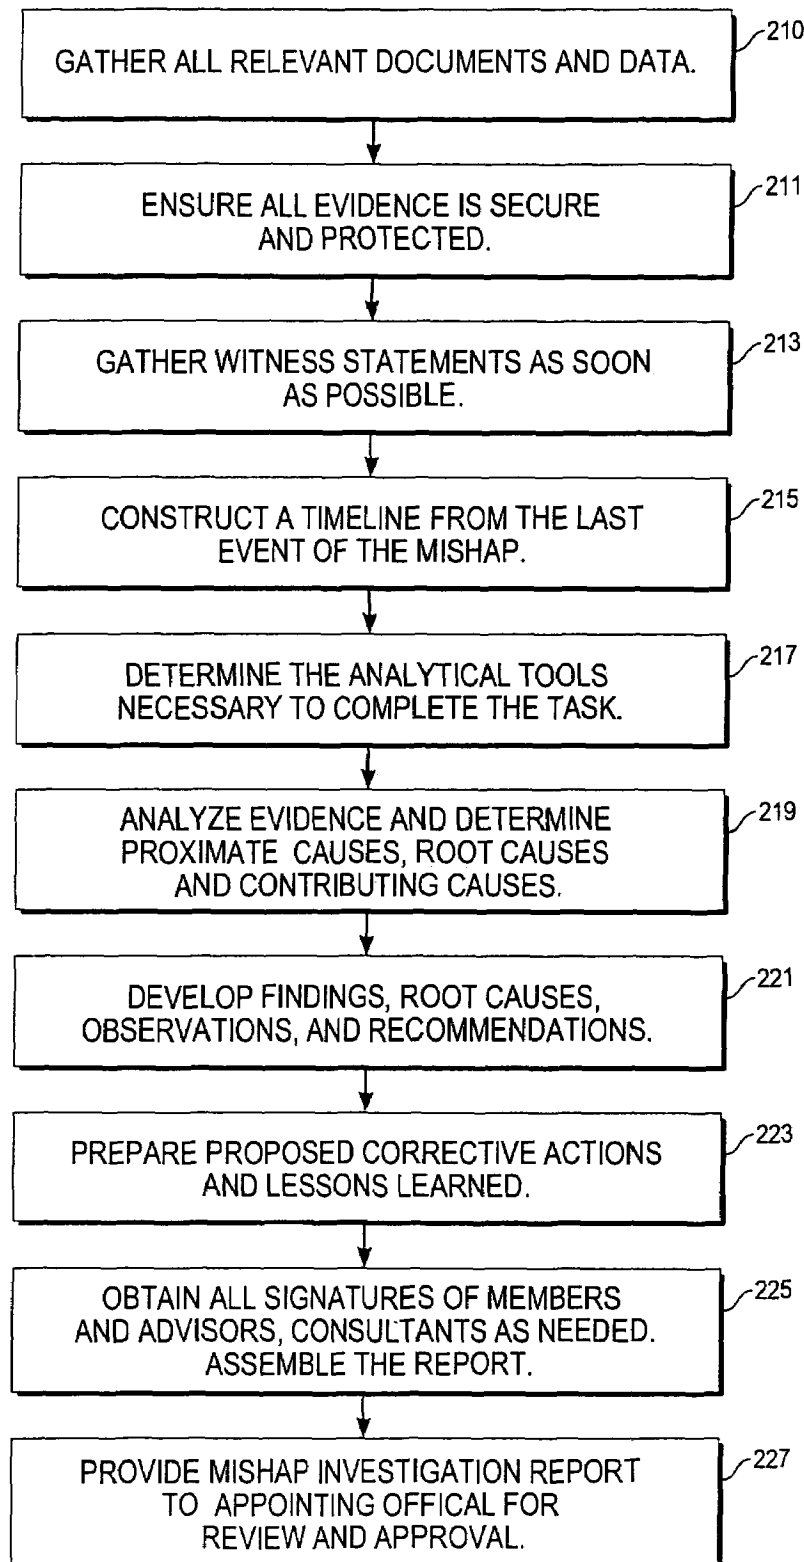 210
GATHER ALL RELEVANT DOCUMENTS AND DATA.
211
ENSURE ALL EVIDENCE IS SECURE
AND PROTECTED.
213
GATHER WITNESS STATEMENTS AS SOON
AS POSSIBLE.
215
CONSTRUCT A TIMELINE FROM THE LAST
EVENT OF THE MISHAP.
217
DETERMINE THE ANALYTICAL TOOLS
NECESSARY TO COMPLETE THE TASK.
219
ANALYZE EVIDENCE AND DETERMINE
PROXIMATE CAUSES, ROOT CAUSES
AND CONTRIBUTING CAUSES.
221
DEVELOP FINDINGS, ROOT CAUSES,
OBSERVATIONS, AND RECOMMENDATIONS.
223
PREPARE PROPOSED CORRECTIVE ACTIONS
AND LESSONS LEARNED.
225
OBTAIN ALL SIGNATURES OF MEMBERS
AND ADVISORS, CONSULTANTS AS NEEDED.
ASSEMBLE THE REPORT.
227
PROVIDE MISHAP INVESTIGATION REPORT
TO APPOINTING OFFICAL FOR
REVIEW AND APPROVAL.